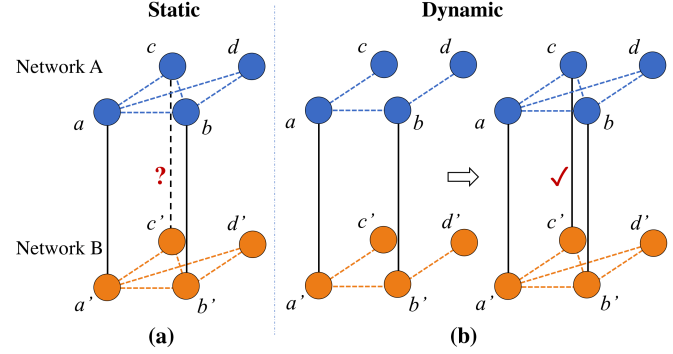 Static
Dynamic
c
d
c
d
c
d
Network A
a
b
a
b
a
b
?
✓
c’
d’
c’
d’
c’
d’
Network B
a’
b’
a’
b’
a’
b’
(a)
(b)